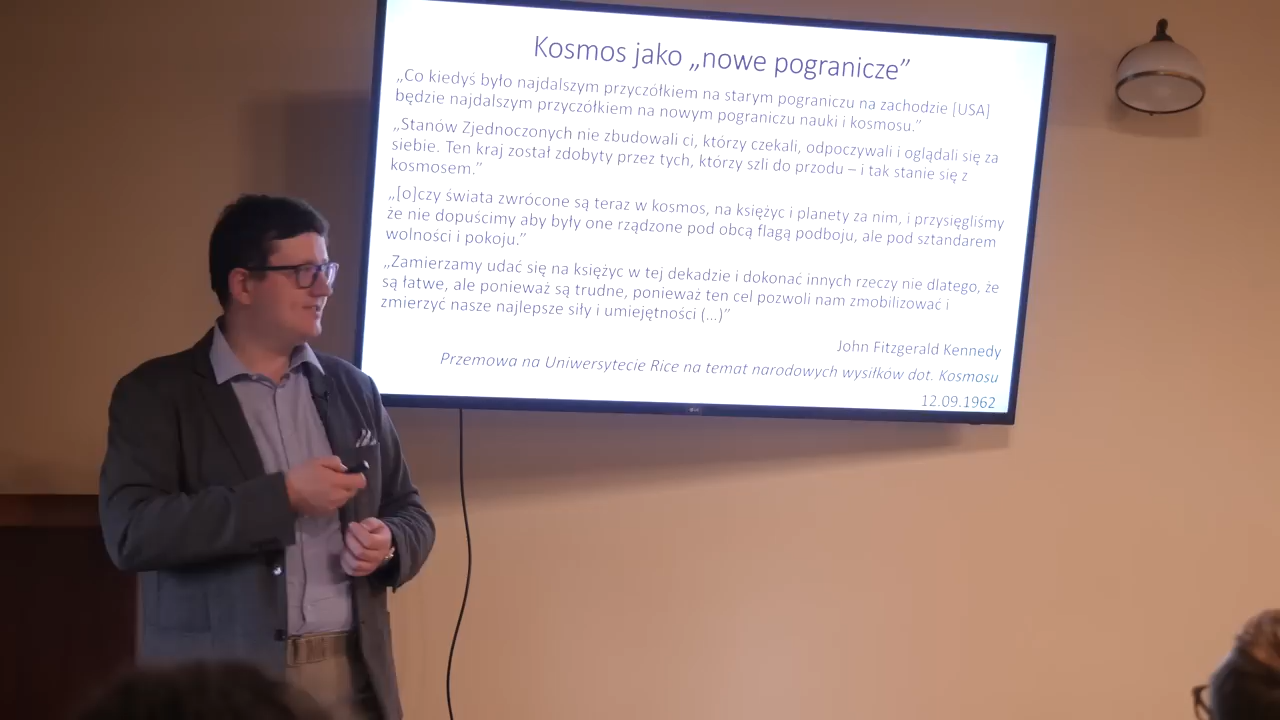 Kosmos jako „nowe pogranicze”
„Co kiedyś było najdalszym przyczółkiem na starym pograniczu na zachodzie [USA]
będzie najdalszym przyczółkiem na nowym pograniczu nauki i kosmosu.”
„Stanów Zjednoczonych nie zbudowali ci, którzy czekali, odpoczywali i oglądali się za
siebie. Ten kraj został zdobyty przez tych, którzy szli do przodu – i tak stanie się z
kosmosem.”
„[o]czy świata zwrócone są teraz w kosmos, na księżyc i planety za nim, i przysięgliśmy
że nie dopuścimy aby były one rządzone pod obcą flagą podboju, ale pod sztandarem
wolności i pokoju.”
„Zamierzamy udać się na księżyc w tej dekadzie i dokonać innych rzeczy nie dlatego, że
są łatwe, ale ponieważ są trudne, ponieważ ten cel pozwoli nam zmobilizować i
zmierzyć nasze najlepsze siły i umiejętności (...)”
John Fitzgerald Kennedy
Przemowa na Uniwersytecie Rice na temat narodowych wysiłków dot. Kosmosu
12.09.1962
LG